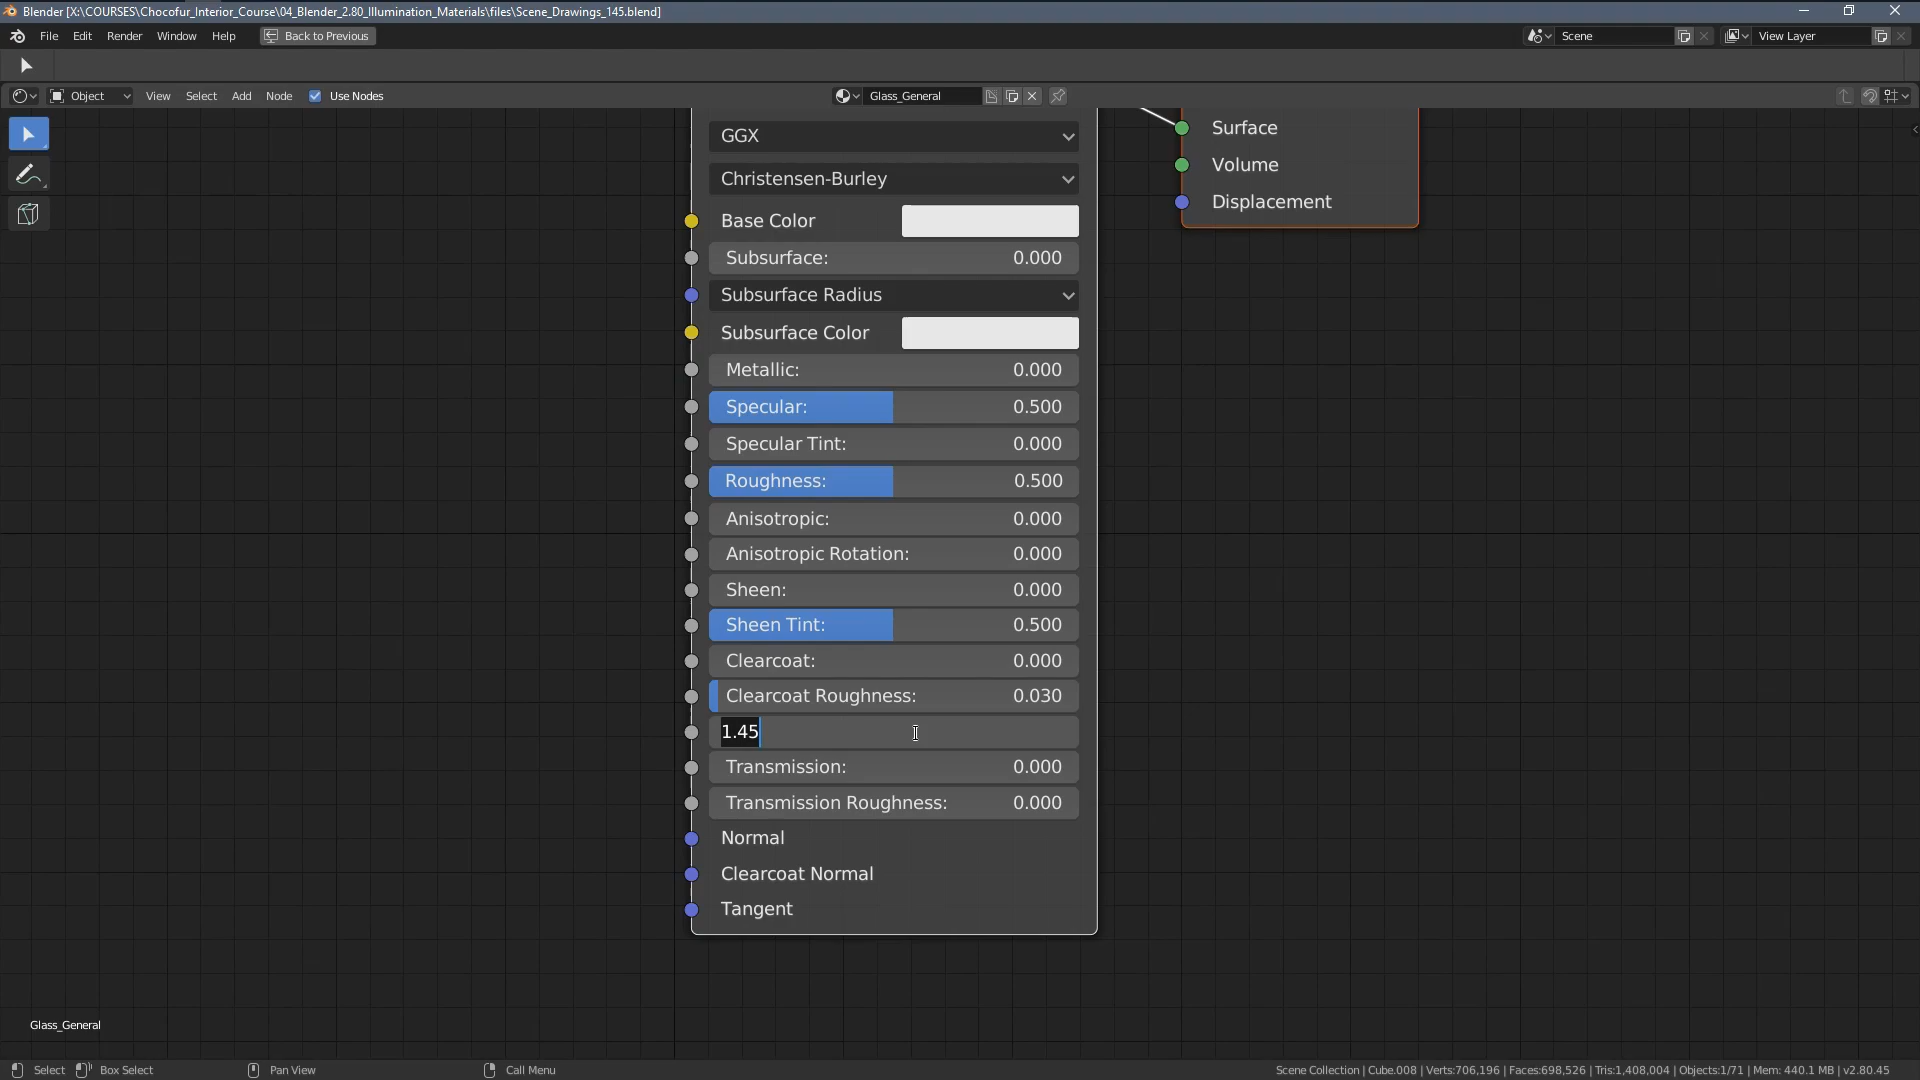 Blender [X:\COURSES\Chocofur_Interior_Course\04_Blender_2.80_Illumination_Materials\files\Scene_Drawings_145.blend]
File Edit Render Window Help Back to Previous Scene View Layer
Object View Select Add Node Use Nodes Glass_General
GGX
Surface
Christensen-Burley
Volume
Base Color
Displacement
Subsurface: 0.000
Subsurface Radius
Subsurface Color
Metallic: 0.000
Specular: 0.500
Specular Tint: 0.000
Roughness: 0.500
Anisotropic: 0.000
Anisotropic Rotation: 0.000
Sheen: 0.000
Sheen Tint: 0.500
Clearcoat: 0.000
Clearcoat Roughness: 0.030
1.45
Transmission: 0.000
Transmission Roughness: 0.000
Normal
Clearcoat Normal
Tangent
Glass_General
Select Box Select Pan View Call Menu Scene Collection | Cube.008 | Verts:706,196 | Faces:698,526 | Tris:1,408,004 | Objects:1/71 | Mem: 440.1 MB | v2.80.45